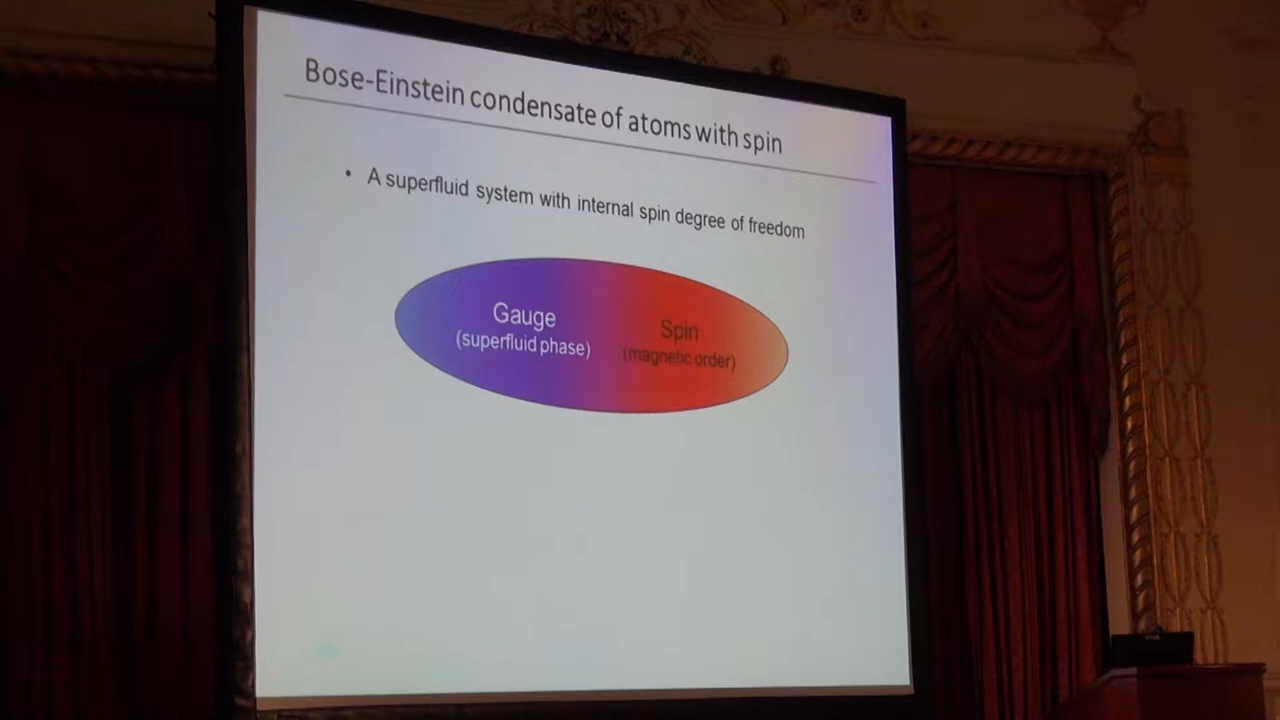 Bose-Einstein condensate of atoms with spin
• A superfluid system with internal spin degree of freedom
Gauge
(superfluid phase)
Spin
(magnetic order)